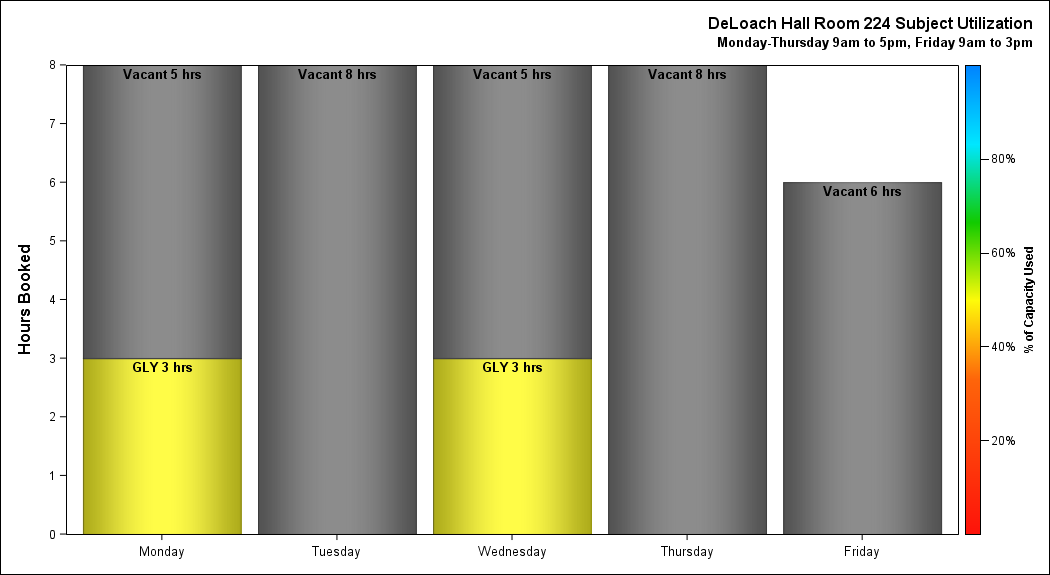 DeLoach Hall Room 224 Subject Utilization
Monday-Thursday 9am to 5pm, Friday 9am to 3pm
8
7
6
5
4
3
2
1
0
Hours Booked
Vacant 5 hrs
GLY 3 hrs
Vacant 8 hrs
Vacant 5 hrs
GLY 3 hrs
Vacant 8 hrs
Vacant 6 hrs
Monday
Tuesday
Wednesday
Thursday
Friday
80%
60%
40%
20%
% of Capacity Used